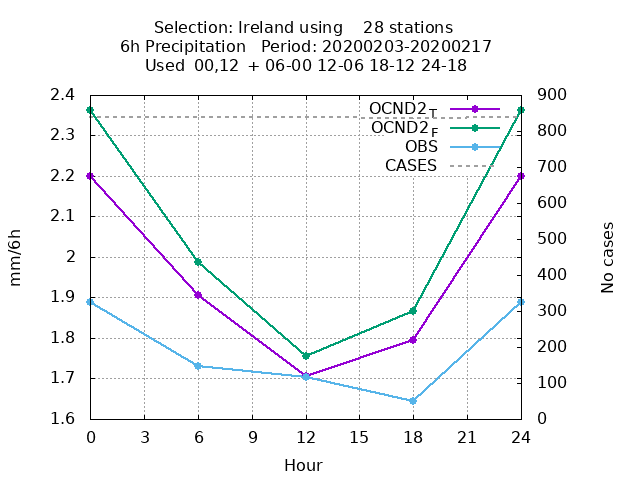 Selection: Ireland using    28 stations
6h Precipitation   Period: 20200203-20200217
Used  00,12  + 06-00 12-06 18-12 24-18
OCND2T
OCND2F
OBS
CASES
2.4
2.3
2.2
2.1
2
1.9
1.8
1.7
1.6
mm/6h
900
800
700
600
500
400
300
200
100
0
No cases
0 3 6 9 12 15 18 21 24
Hour